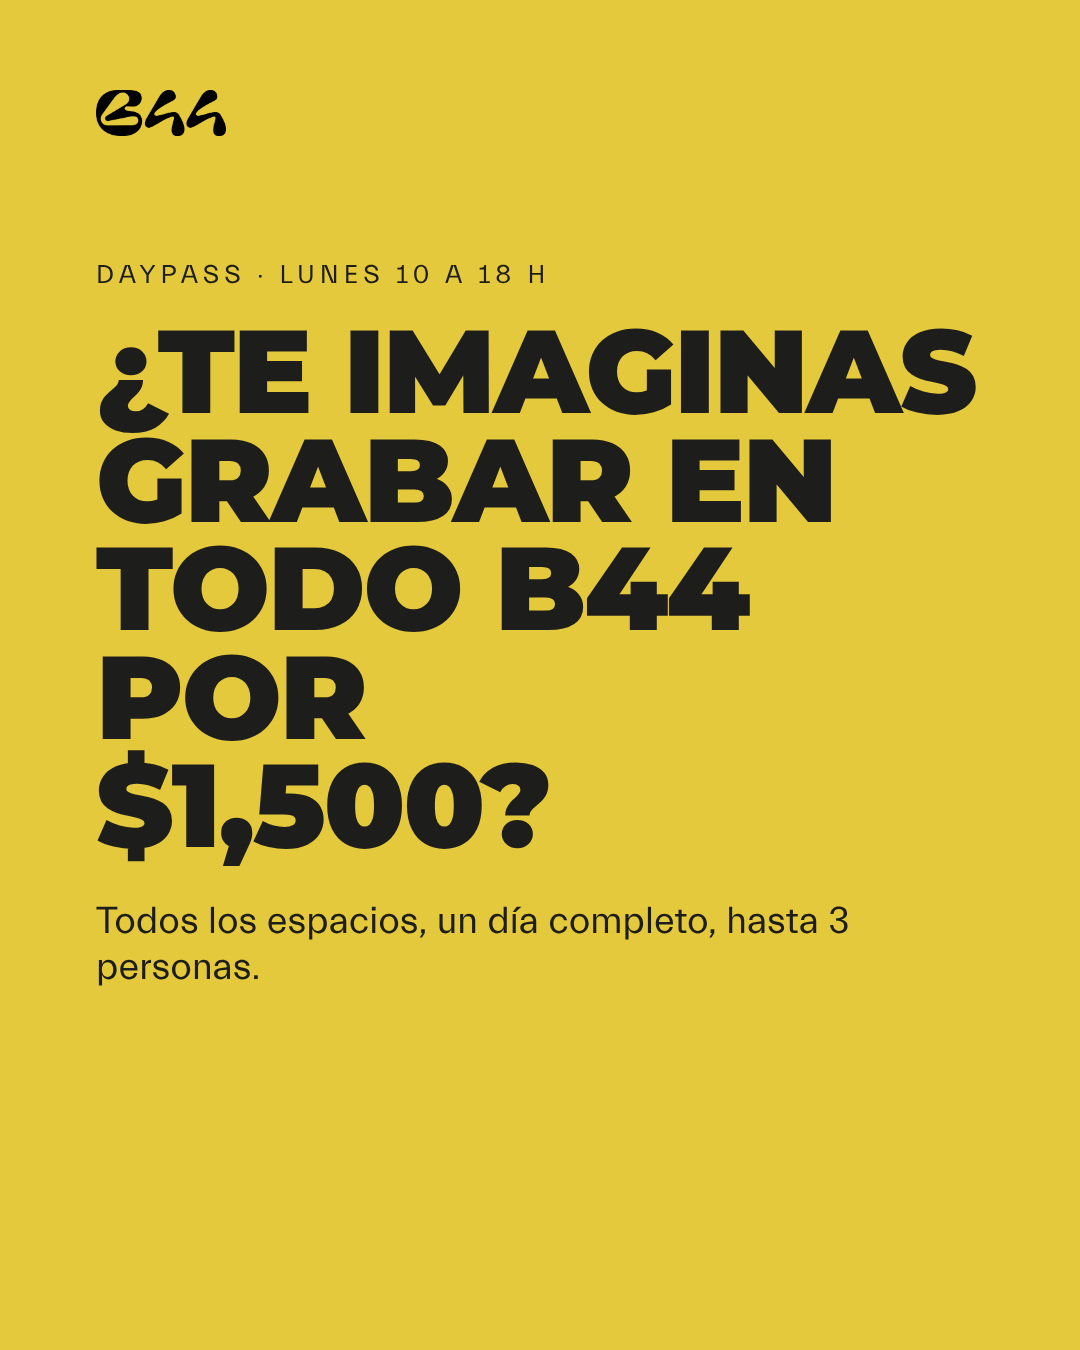 B44
DAYPASS · LUNES 10 A 18 H
¿TE IMAGINAS
GRABAR EN
TODO B44
POR
$1,500?
Todos los espacios, un día completo, hasta 3
personas.